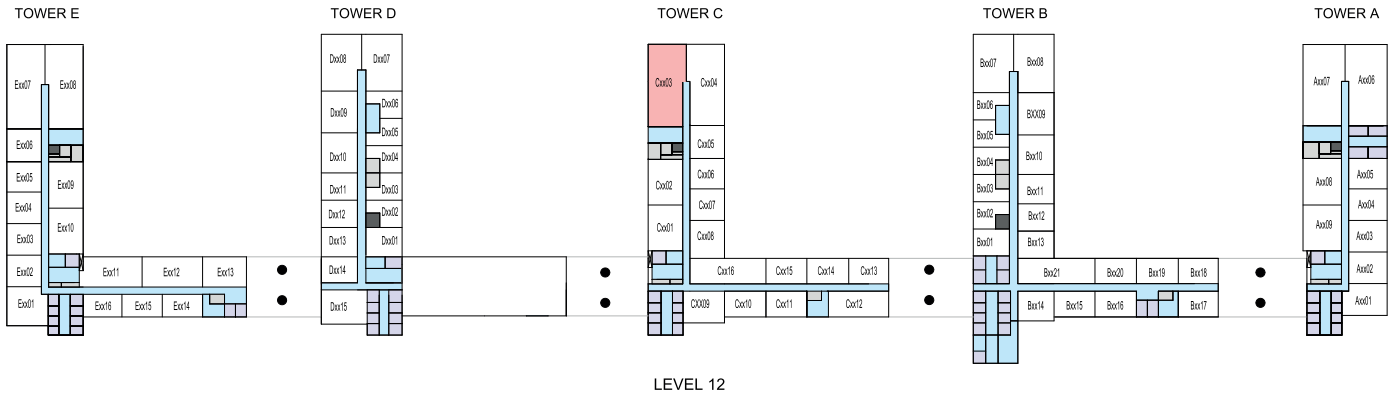 TOWER E
TOWER D
TOWER C
TOWER B
TOWER A
Exx07
Exx08
Exx06
Exx05
Exx09
Exx04
Exx03
Exx10
Exx02
Exx11
Exx12
Exx13
Exx01
Exx16
Exx15
Exx14
Dxx08
Dxx07
Dxx09
Dxx06
Dxx05
Dxx10
Dxx04
Dxx11
Dxx03
Dxx12
Dxx02
Dxx13
Dxx01
Dxx14
Dxx15
Cxx03
Cxx04
Cxx05
Cxx02
Cxx06
Cxx07
Cxx01
Cxx08
Cxx16
Cxx15
Cxx14
Cxx13
CXX09
Cxx10
Cxx11
Cxx12
Bxx07
Bxx08
Bxx06
BXX09
Bxx05
Bxx10
Bxx04
Bxx03
Bxx11
Bxx02
Bxx12
Bxx01
Bxx13
Bxx21
Bxx20
Bxx19
Bxx18
Bxx14
Bxx15
Bxx16
Bxx17
Axx07
Axx06
Axx08
Axx05
Axx04
Axx09
Axx03
Axx02
Axx01
LEVEL 12